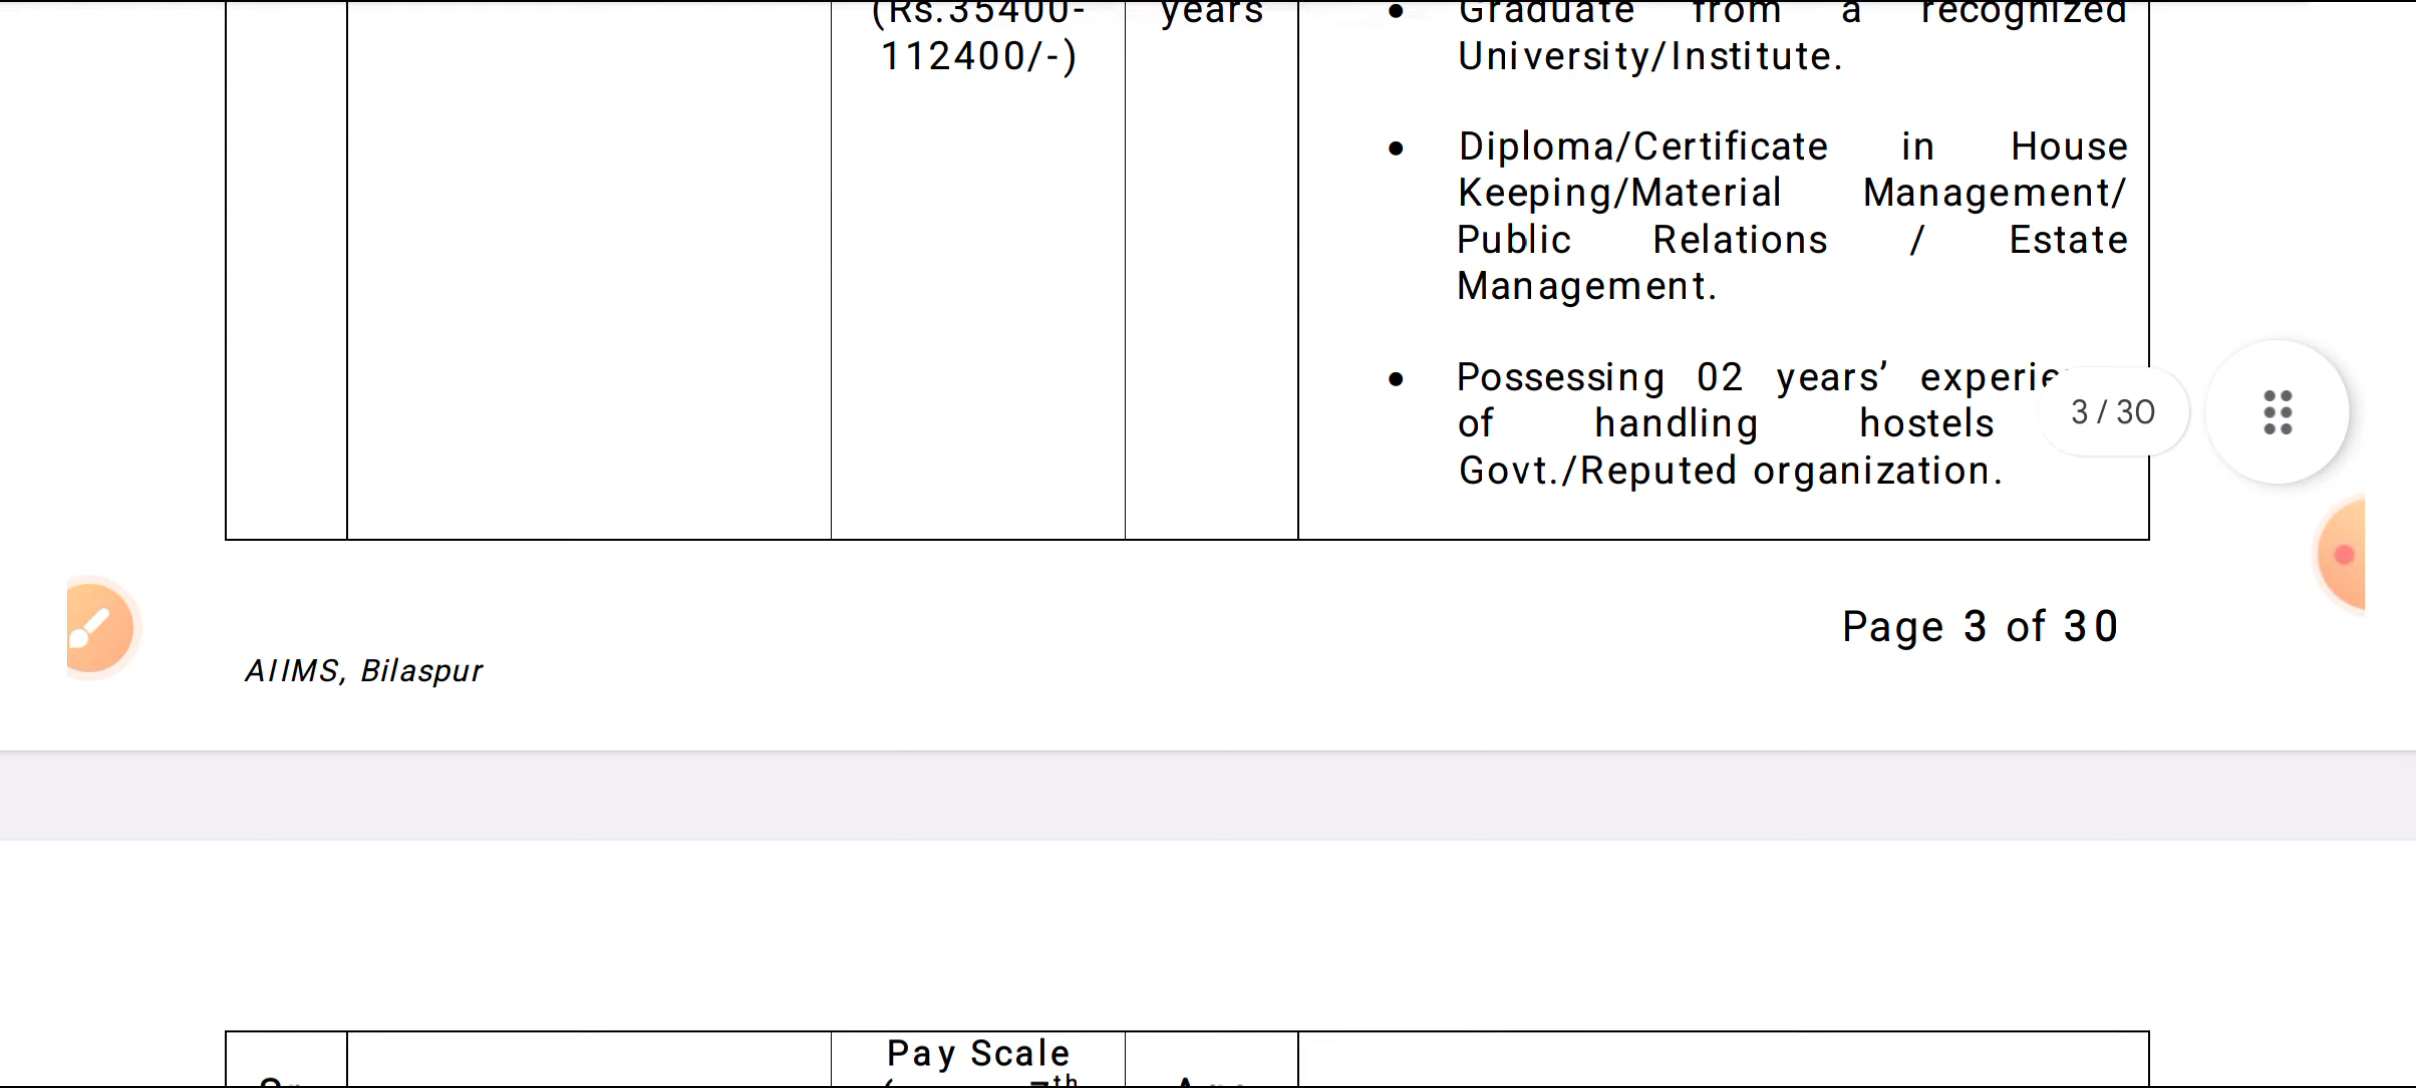 (Rs.35400-
112400/-)
years
• Graduate from a recognized
University/Institute.
• Diploma/Certificate in House
Keeping/Material Management/
Public Relations / Estate
Management.
• Possessing 02 years’
of handling hostels
Govt./Reputed organization.
3 / 30
Page 3 of 30
AIIMS, Bilaspur
Pay Scale
7th